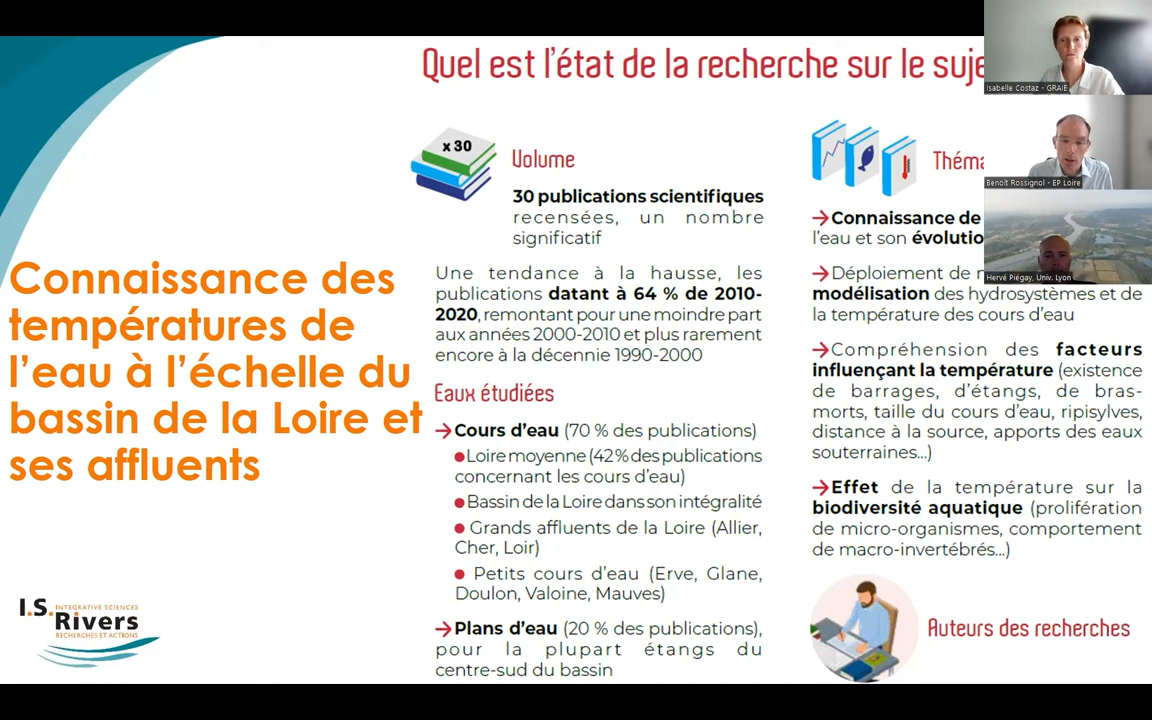 Quel est l'état de la recherche sur le suje
Isabelle Costaz - GRAIE
Benoît Rossignol - EP Loire
Hervé Piégay, Univ. Lyon
Connaissance des
températures de
l'eau à l'échelle du
bassin de la Loire et
ses affluents
I.S.
INTEGRATIVE SCIENCES
Rivers
RECHERCHES ET ACTIONS
x 30
Volume
30 publications scientifiques
recensées, un nombre
significatif
Une tendance à la hausse, les
publications datant à 64 % de 2010-
2020, remontant pour une moindre part
aux années 2000-2010 et plus rarement
encore à la décennie 1990-2000
Eaux étudiées
→Cours d'eau (70 % des publications)
●Loire moyenne (42% des publications
concernant les cours d'eau)
●Bassin de la Loire dans son intégralité
● Grands affluents de la Loire (Allier,
Cher, Loir)
● Petits cours d'eau (Erve, Glane,
Doulon, Valoine, Mauves)
→Plans d'eau (20 % des publications),
pour la plupart étangs du
centre-sud du bassin
Théma
→Connaissance de
l'eau et son évolutio
→Déploiement de
modélisation des hydrosystèmes et de
la température des cours d'eau
→Compréhension des facteurs
influençant la température (existence
de barrages, d'étangs, de bras-
morts, taille du cours d'eau, ripisylves,
distance à la source, apports des eaux
souterraines...)
→Effet de la température sur la
biodiversité aquatique (prolifération
de micro-organismes, comportement
de macro-invertébrés...)
Auteurs des recherches